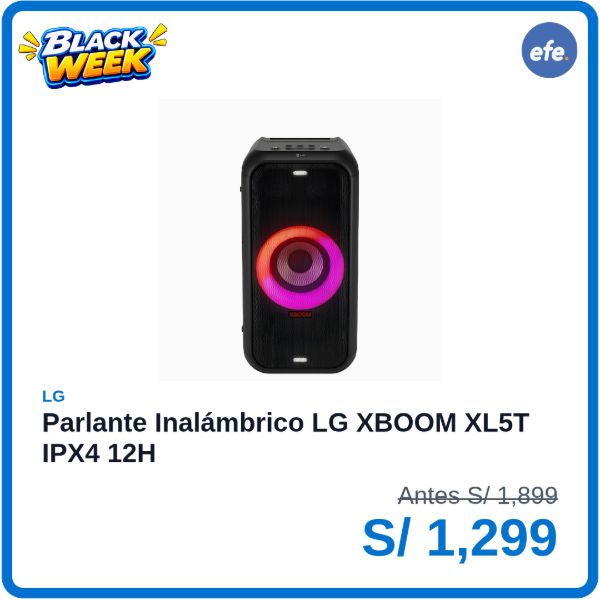 BLACK
WEEK
efe.
XBOOM
LG
Parlante Inalámbrico LG XBOOM XL5T
IPX4 12H
Antes S/ 1,899
S/ 1,299